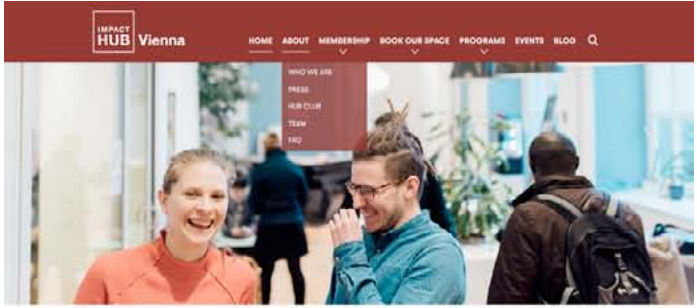 IMPACT
HUB Vienna
HOME ABOUT MEMBERSHIP BOOK OUR SPACE PROGRAMS EVENTS BLOG
WHO WE ARE
PRESS
HUB CLUB
TEAM
FAQ